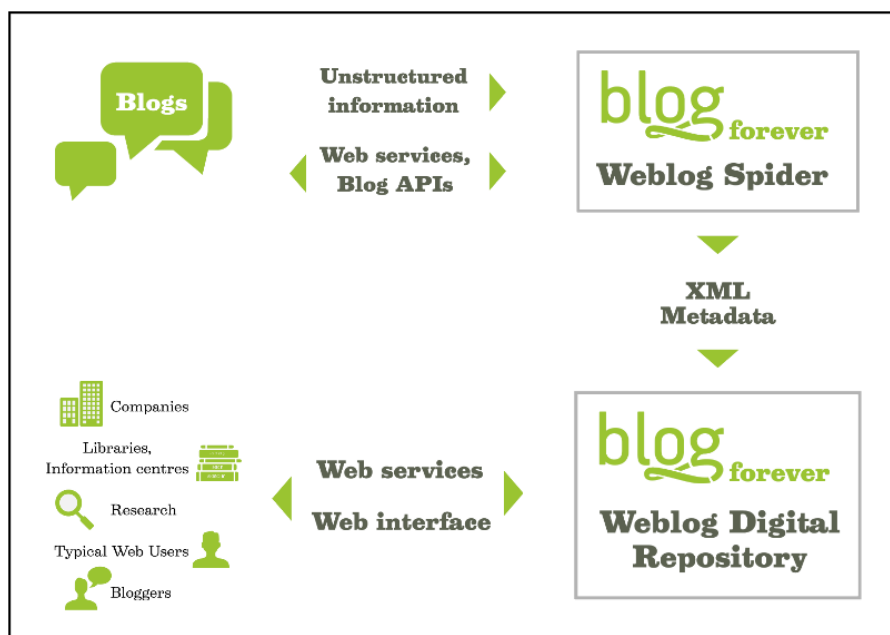 Blogs
Unstructured
information
Web services,
Blog APIs
blog
forever
Weblog Spider
XML
Metadata
Companies
Libraries,
Information centres
Research
Typical Web Users
Bloggers
Web services
Web interface
blog
forever
Weblog Digital
Repository